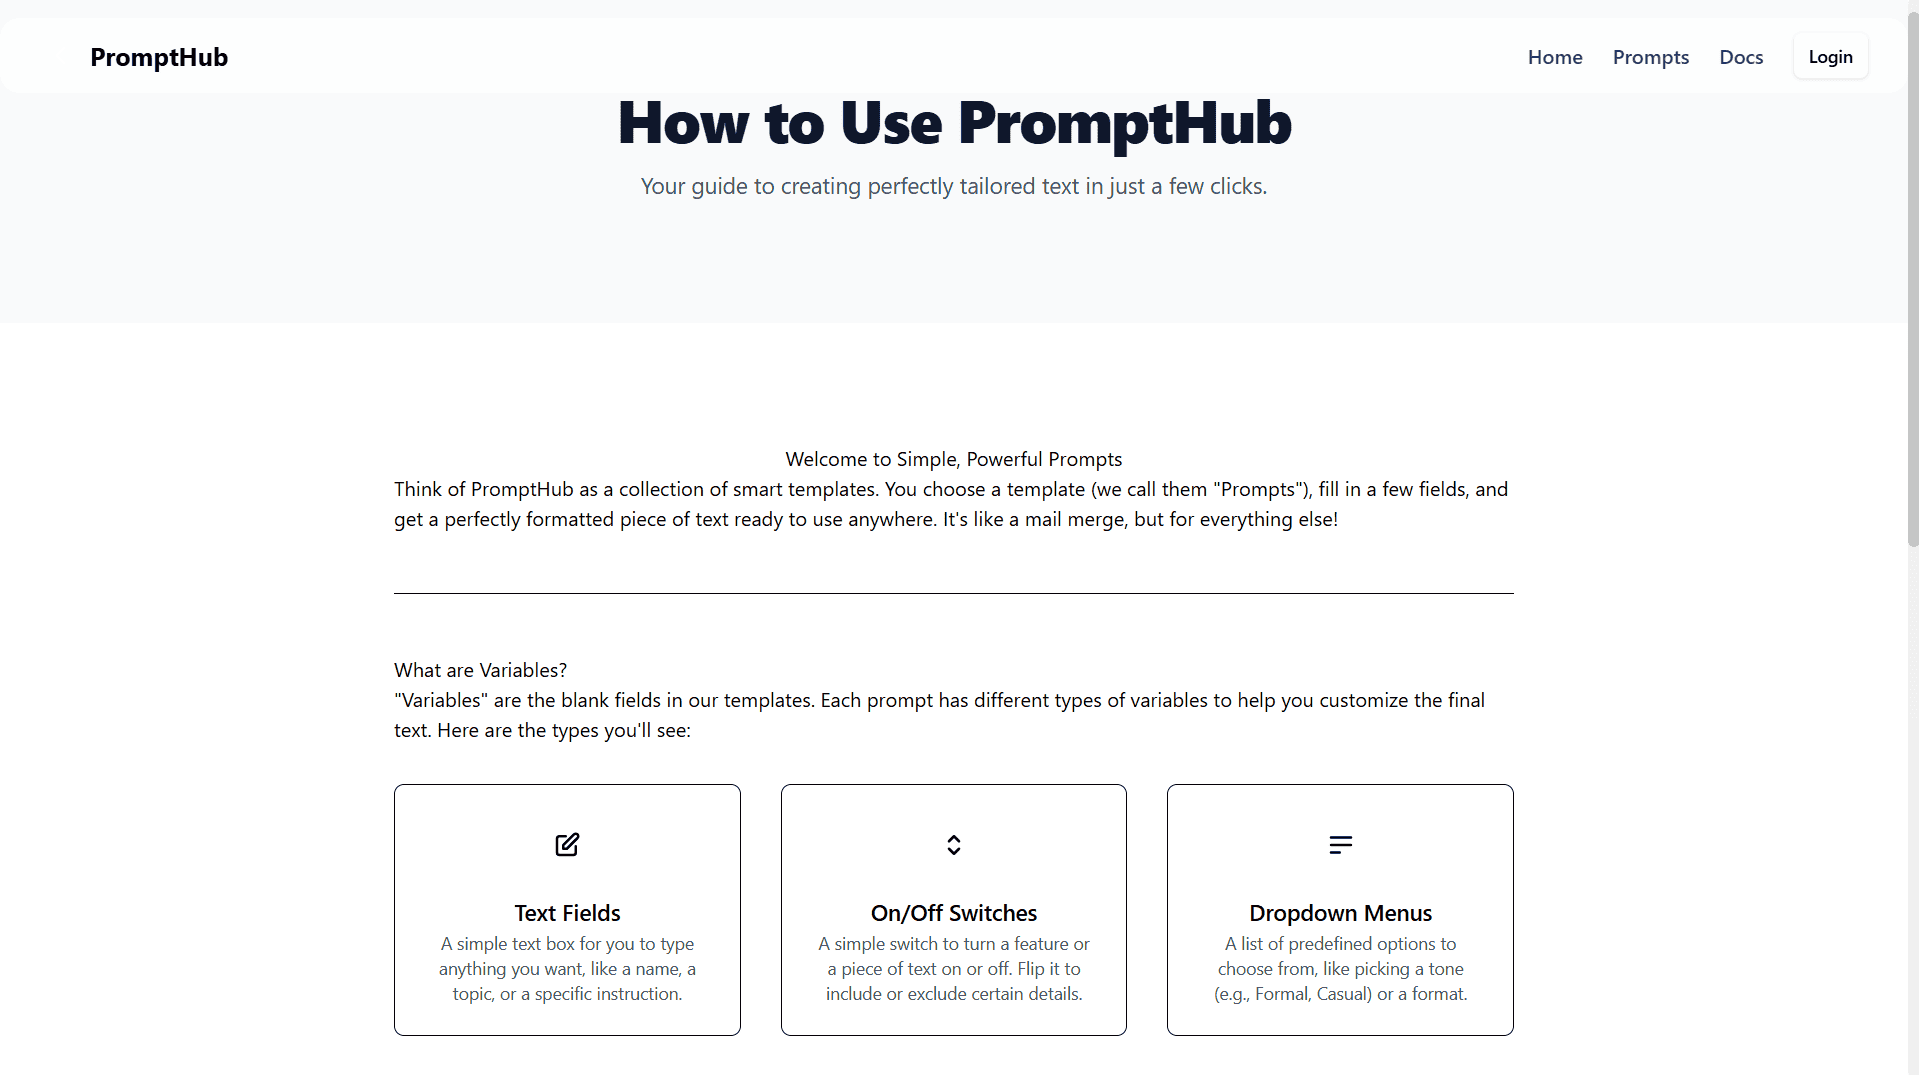 PromptHub
Home
Prompts
Docs
Login
How to Use PromptHub
Your guide to creating perfectly tailored text in just a few clicks.
Welcome to Simple, Powerful Prompts
Think of PromptHub as a collection of smart templates. You choose a template (we call them "Prompts"), fill in a few fields, and
get a perfectly formatted piece of text ready to use anywhere. It's like a mail merge, but for everything else!
What are Variables?
"Variables" are the blank fields in our templates. Each prompt has different types of variables to help you customize the final
text. Here are the types you'll see:
Text Fields
A simple text box for you to type
anything you want, like a name, a
topic, or a specific instruction.
On/Off Switches
A simple switch to turn a feature or
a piece of text on or off. Flip it to
include or exclude certain details.
Dropdown Menus
A list of predefined options to
choose from, like picking a tone
(e.g., Formal, Casual) or a format.